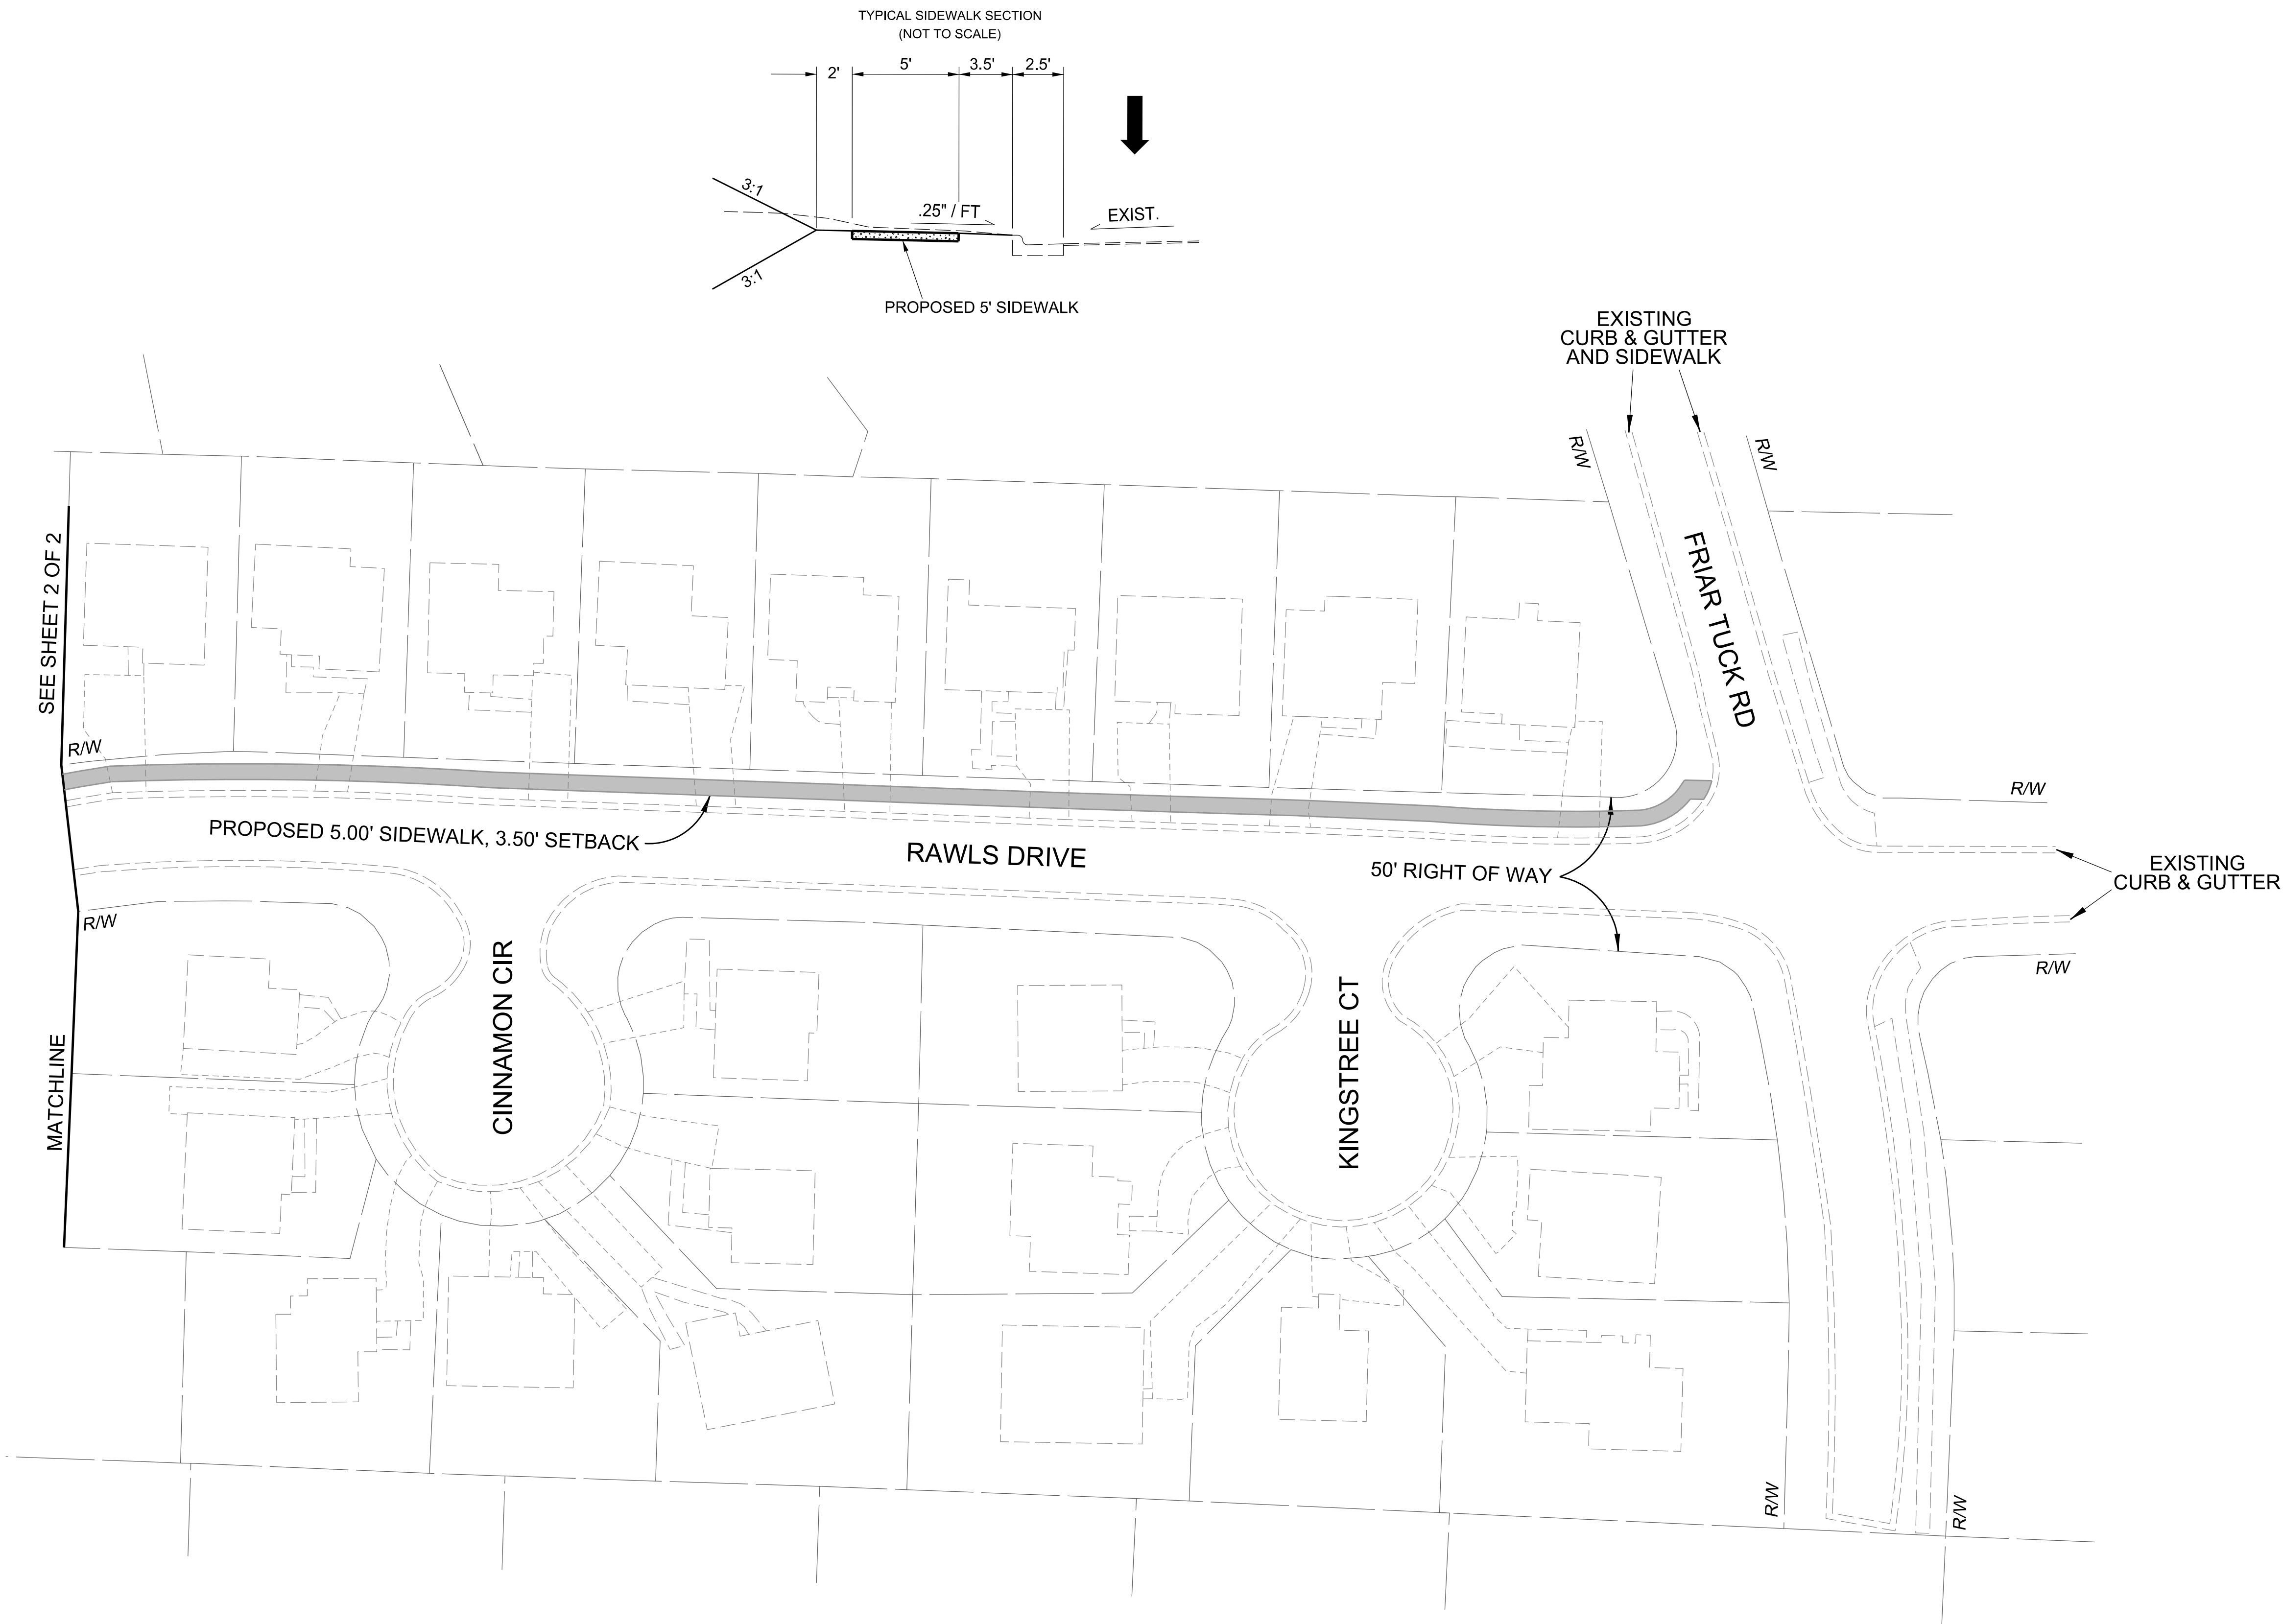 TYPICAL SIDEWALK SECTION
(NOT TO SCALE)
2'
5'
3.5'
2.5'
3:1
.25" / FT
EXIST.
3:1
PROPOSED 5' SIDEWALK
EXISTING
CURB & GUTTER
AND SIDEWALK
R/W
R/W
SEE SHEET 2 OF 2
FRIAR TUCK RD
R/W
R/W
PROPOSED 5.00' SIDEWALK, 3.50' SETBACK
RAWLS DRIVE
50' RIGHT OF WAY
EXISTING
CURB & GUTTER
R/W
R/W
CINNAMON CIR
KINGSTREE CT
MATCHLINE
R/W
R/W